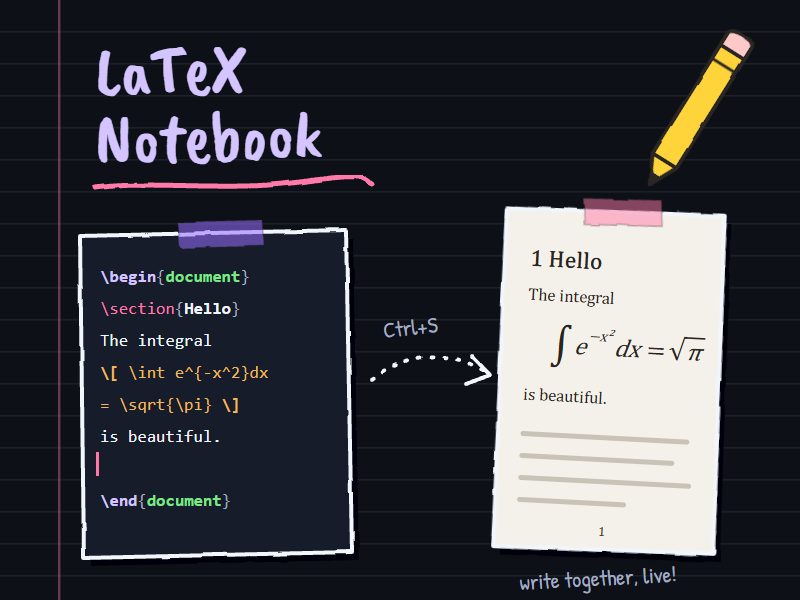 LaTeX
Notebook
\begin{document}
\section{Hello}
The integral
\[ \int e^{-x^2}dx
= \sqrt{\pi} \]
is beautiful.
\end{document}
Ctrl+S
1 Hello
The integral
∫ e^{-x^2} dx = √π
is beautiful.
1
write together, live!